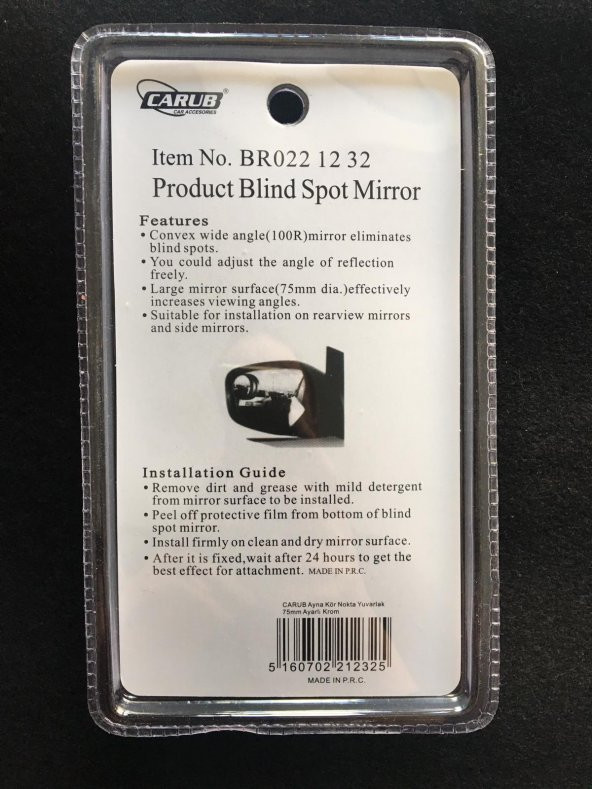 CARUB®
CAR ACCESORIES
Item No. BR022 12 32
Product Blind Spot Mirror
Features
• Convex wide angle(100R)mirror eliminates
blind spots.
• You could adjust the angle of reflection
freely.
• Large mirror surface(75mm dia.)effectively
increases viewing angles.
• Suitable for installation on rearview mirrors
and side mirrors.
Installation Guide
• Remove dirt and grease with mild detergent
from mirror surface to be installed.
• Peel off protective film from bottom of blind
spot mirror.
• Install firmly on clean and dry mirror surface.
• After it is fixed,wait after 24 hours to get the
best effect for attachment. MADE IN P.R.C.
CARUB Ayna Kör Nokta Yuvarlak
75mm Ayarlı Krom
5 160702 212325
MADE IN P.R.C.